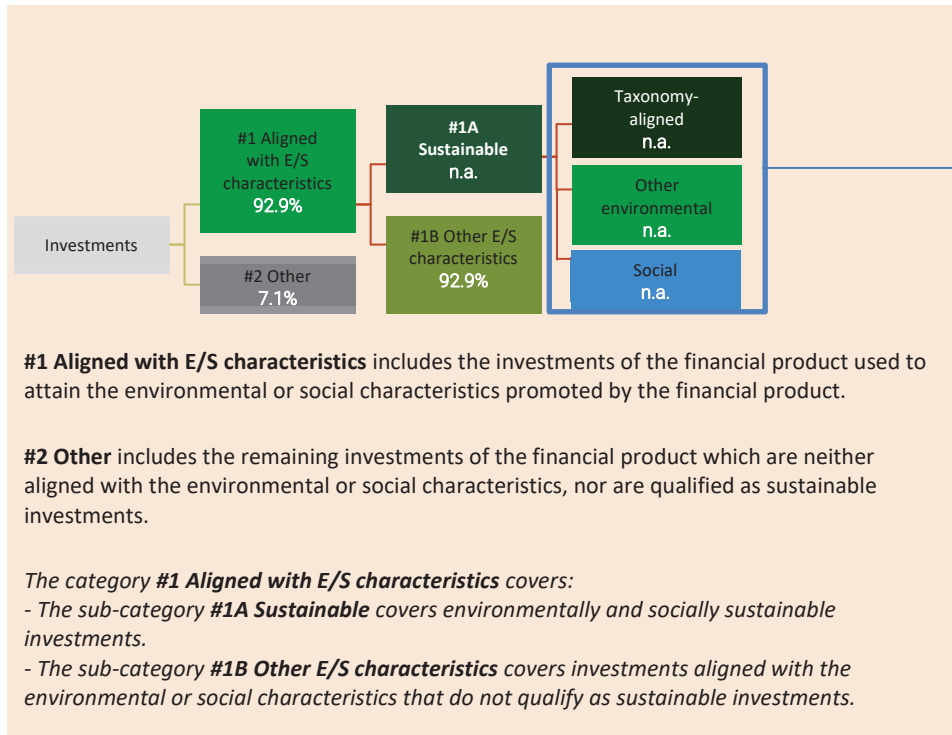 Investments
#1 Aligned
with E/S
characteristics
92.9%
#2 Other
7.1%
#1A
Sustainable
n.a.
#1B Other E/S
characteristics
92.9%
Taxonomy-
aligned
n.a.
Other
environmental
n.a.
Social
n.a.
#1 Aligned with E/S characteristics includes the investments of the financial product used to
attain the environmental or social characteristics promoted by the financial product.
#2 Other includes the remaining investments of the financial product which are neither
aligned with the environmental or social characteristics, nor are qualified as sustainable
investments.
The category #1 Aligned with E/S characteristics covers:
- The sub-category #1A Sustainable covers environmentally and socially sustainable
investments.
- The sub-category #1B Other E/S characteristics covers investments aligned with the
environmental or social characteristics that do not qualify as sustainable investments.